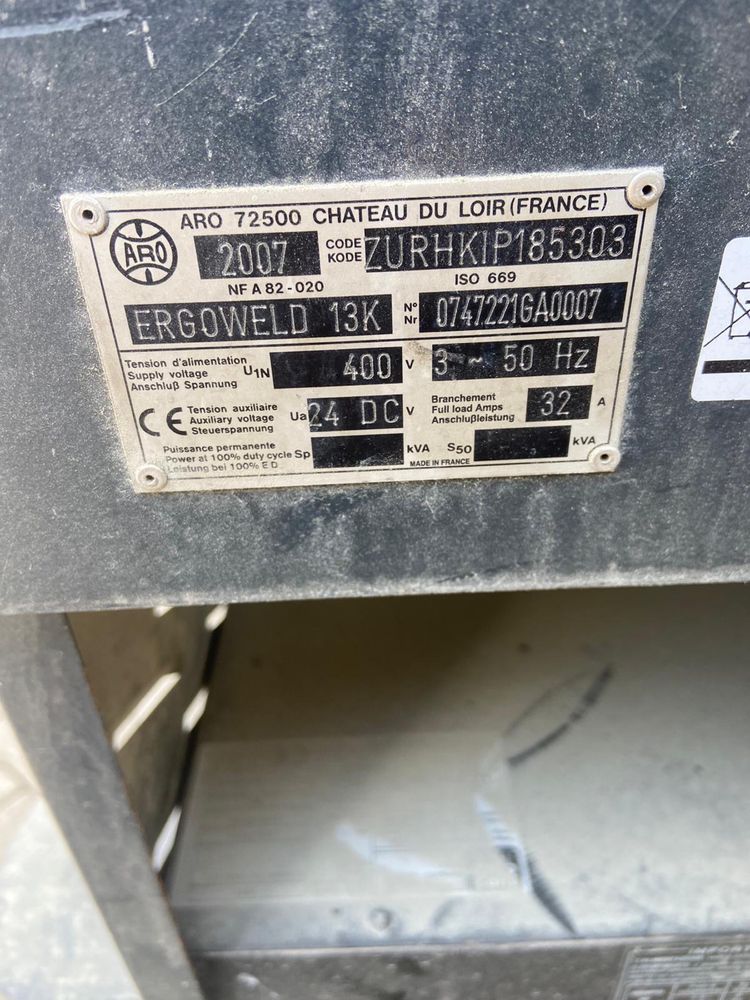 ARO 72500 CHATEAU DU LOIR (FRANCE)
ARO
2007
CODE
KODE
ZURHKIP185303
NF A 82-020
ISO 669
ERGOWELD 13K
N°
Nr
0747221GA0007
Tension d'alimentation
Supply voltage
Anschluß Spannung
U1N 400 V 3 ~ 50 Hz
CE
Tension auxiliaire
Auxiliary voltage
Steuerspannung
Ua 24 DC V
Branchement
Full load Amps
Anschlußleistung
32 A
Puissance permanente
Power at 100% duty cycle Sp
Leistung bei 100% E D
kVA S50 kVA
MADE IN FRANCE